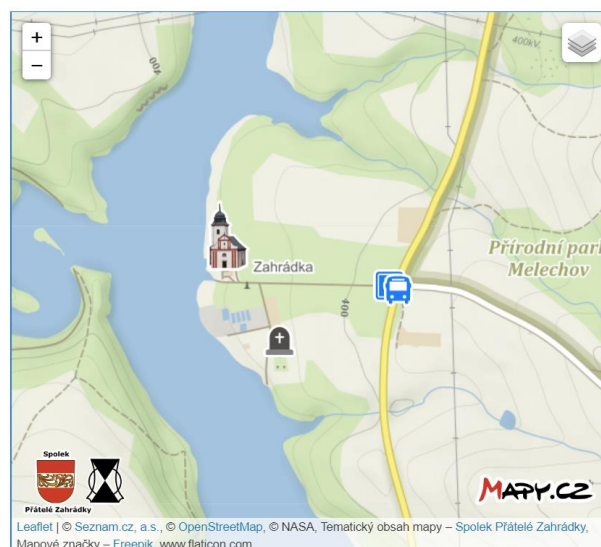 +
−
400
400kV
Zahrádka
Přírodní park
Melechov
400
Spolek
Přátelé Zahrádky
MAPY.CZ
Leaflet | © Seznam.cz, a.s., © OpenStreetMap, © NASA, Tematický obsah mapy – Spolek Přátelé Zahrádky,
Mapové značky – Freepik, www.flaticon.com